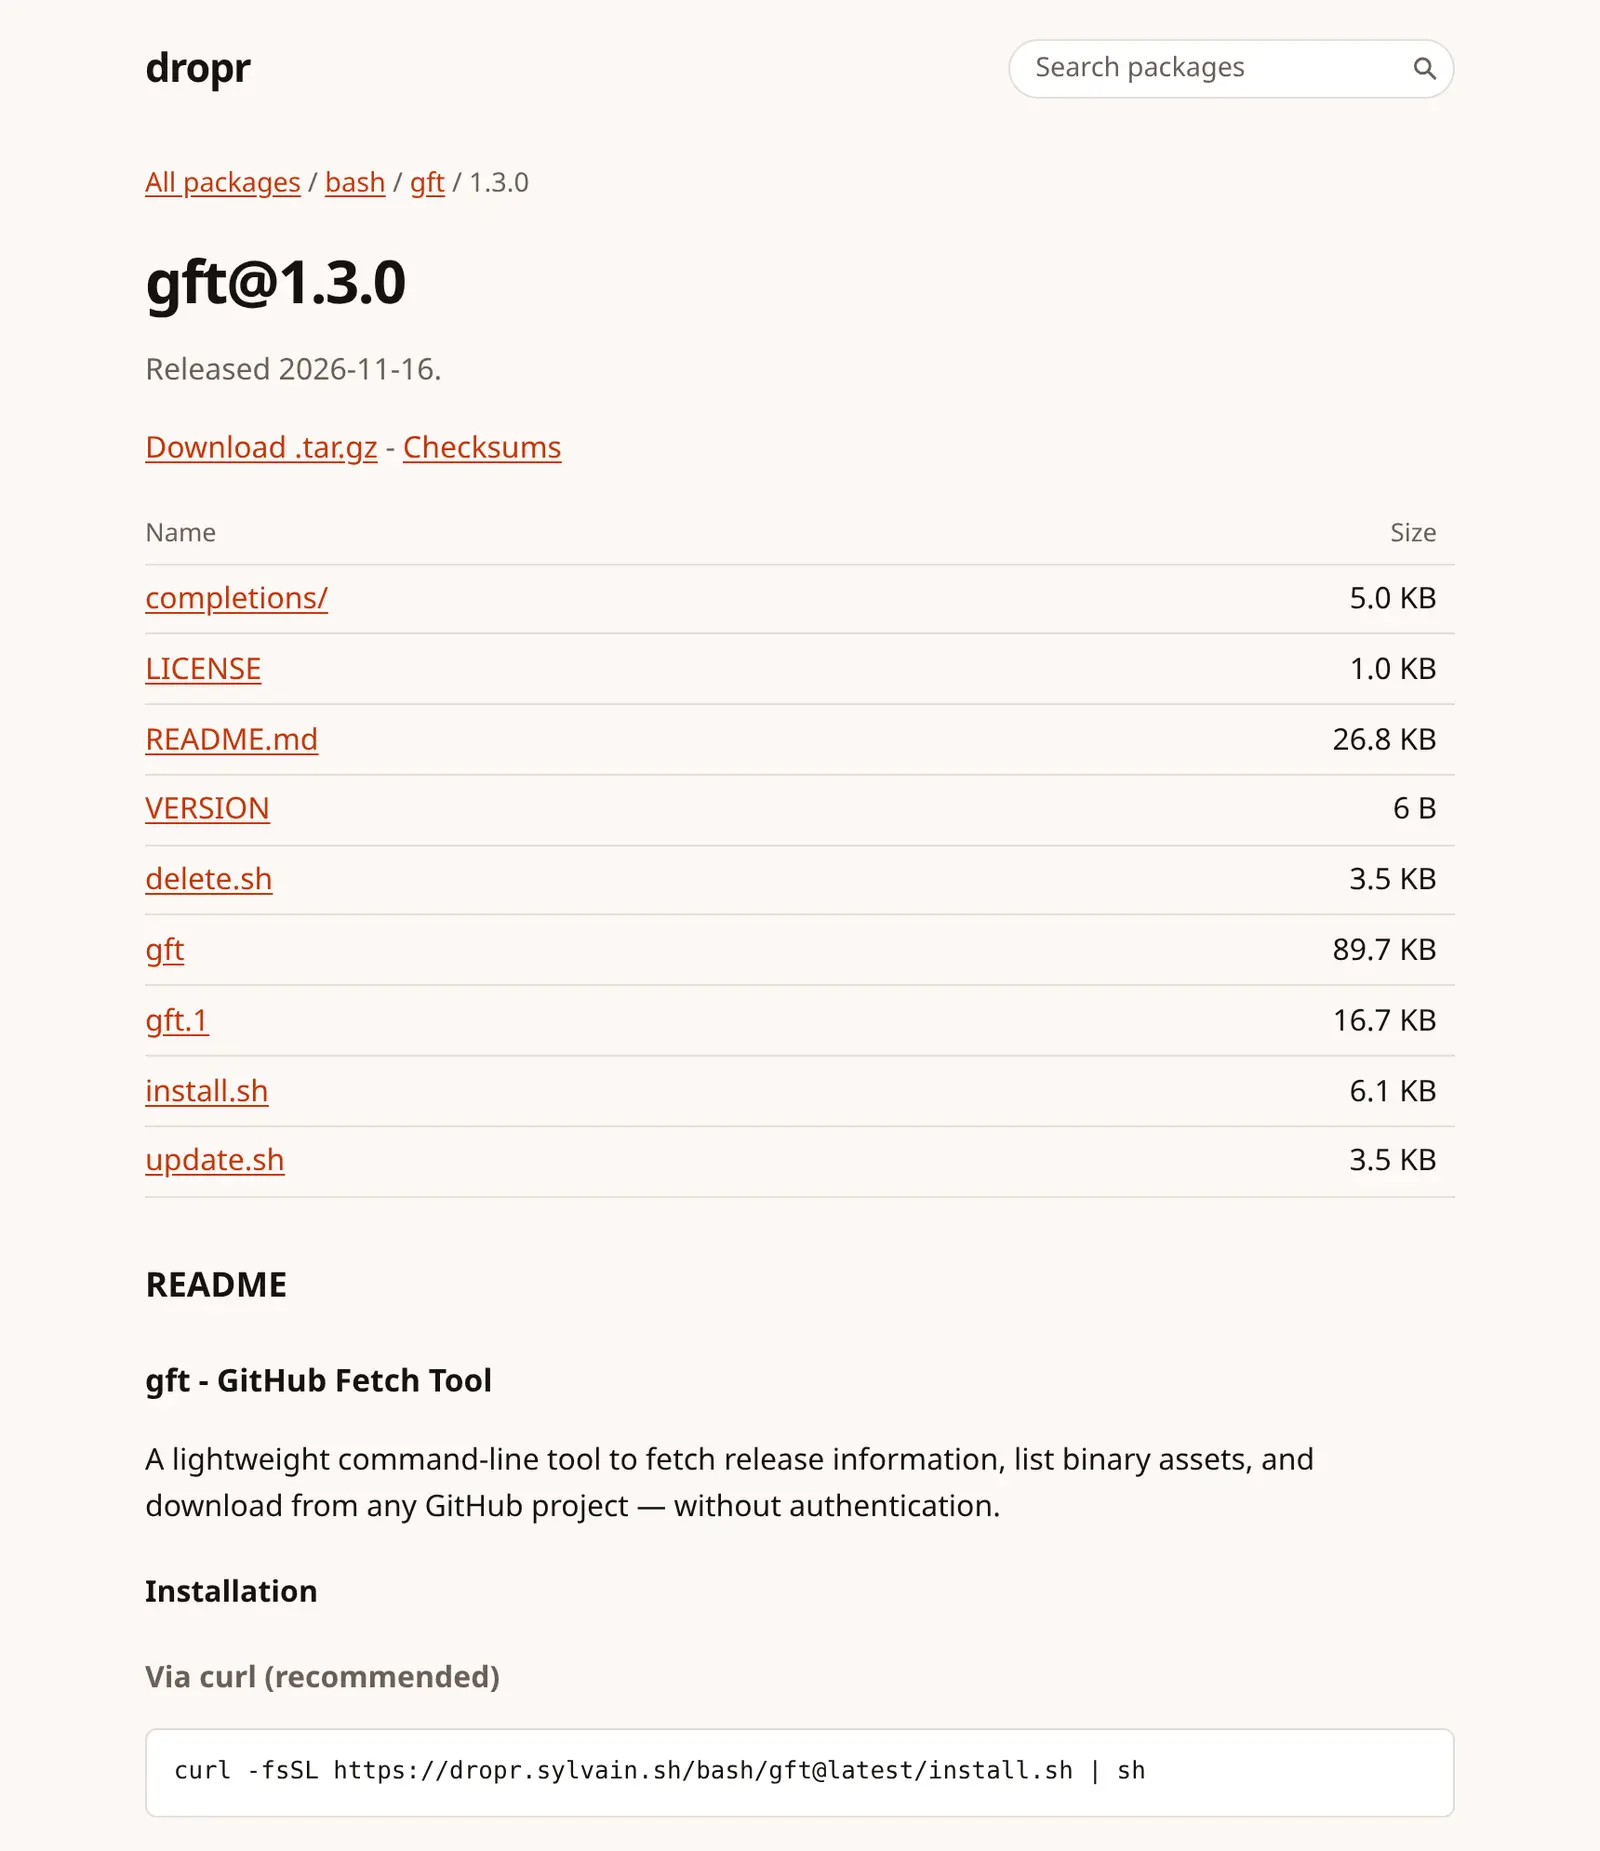 dropr
Search packages
All packages / bash / gft / 1.3.0
gft@1.3.0
Released 2026-11-16.
Download .tar.gz - Checksums
Name Size
completions/ 5.0 KB
LICENSE 1.0 KB
README.md 26.8 KB
VERSION 6 B
delete.sh 3.5 KB
gft 89.7 KB
gft.1 16.7 KB
install.sh 6.1 KB
update.sh 3.5 KB
README
gft - GitHub Fetch Tool
A lightweight command-line tool to fetch release information, list binary assets, and
download from any GitHub project — without authentication.
Installation
Via curl (recommended)
curl -fsSL https://dropr.sylvain.sh/bash/gft@latest/install.sh | sh